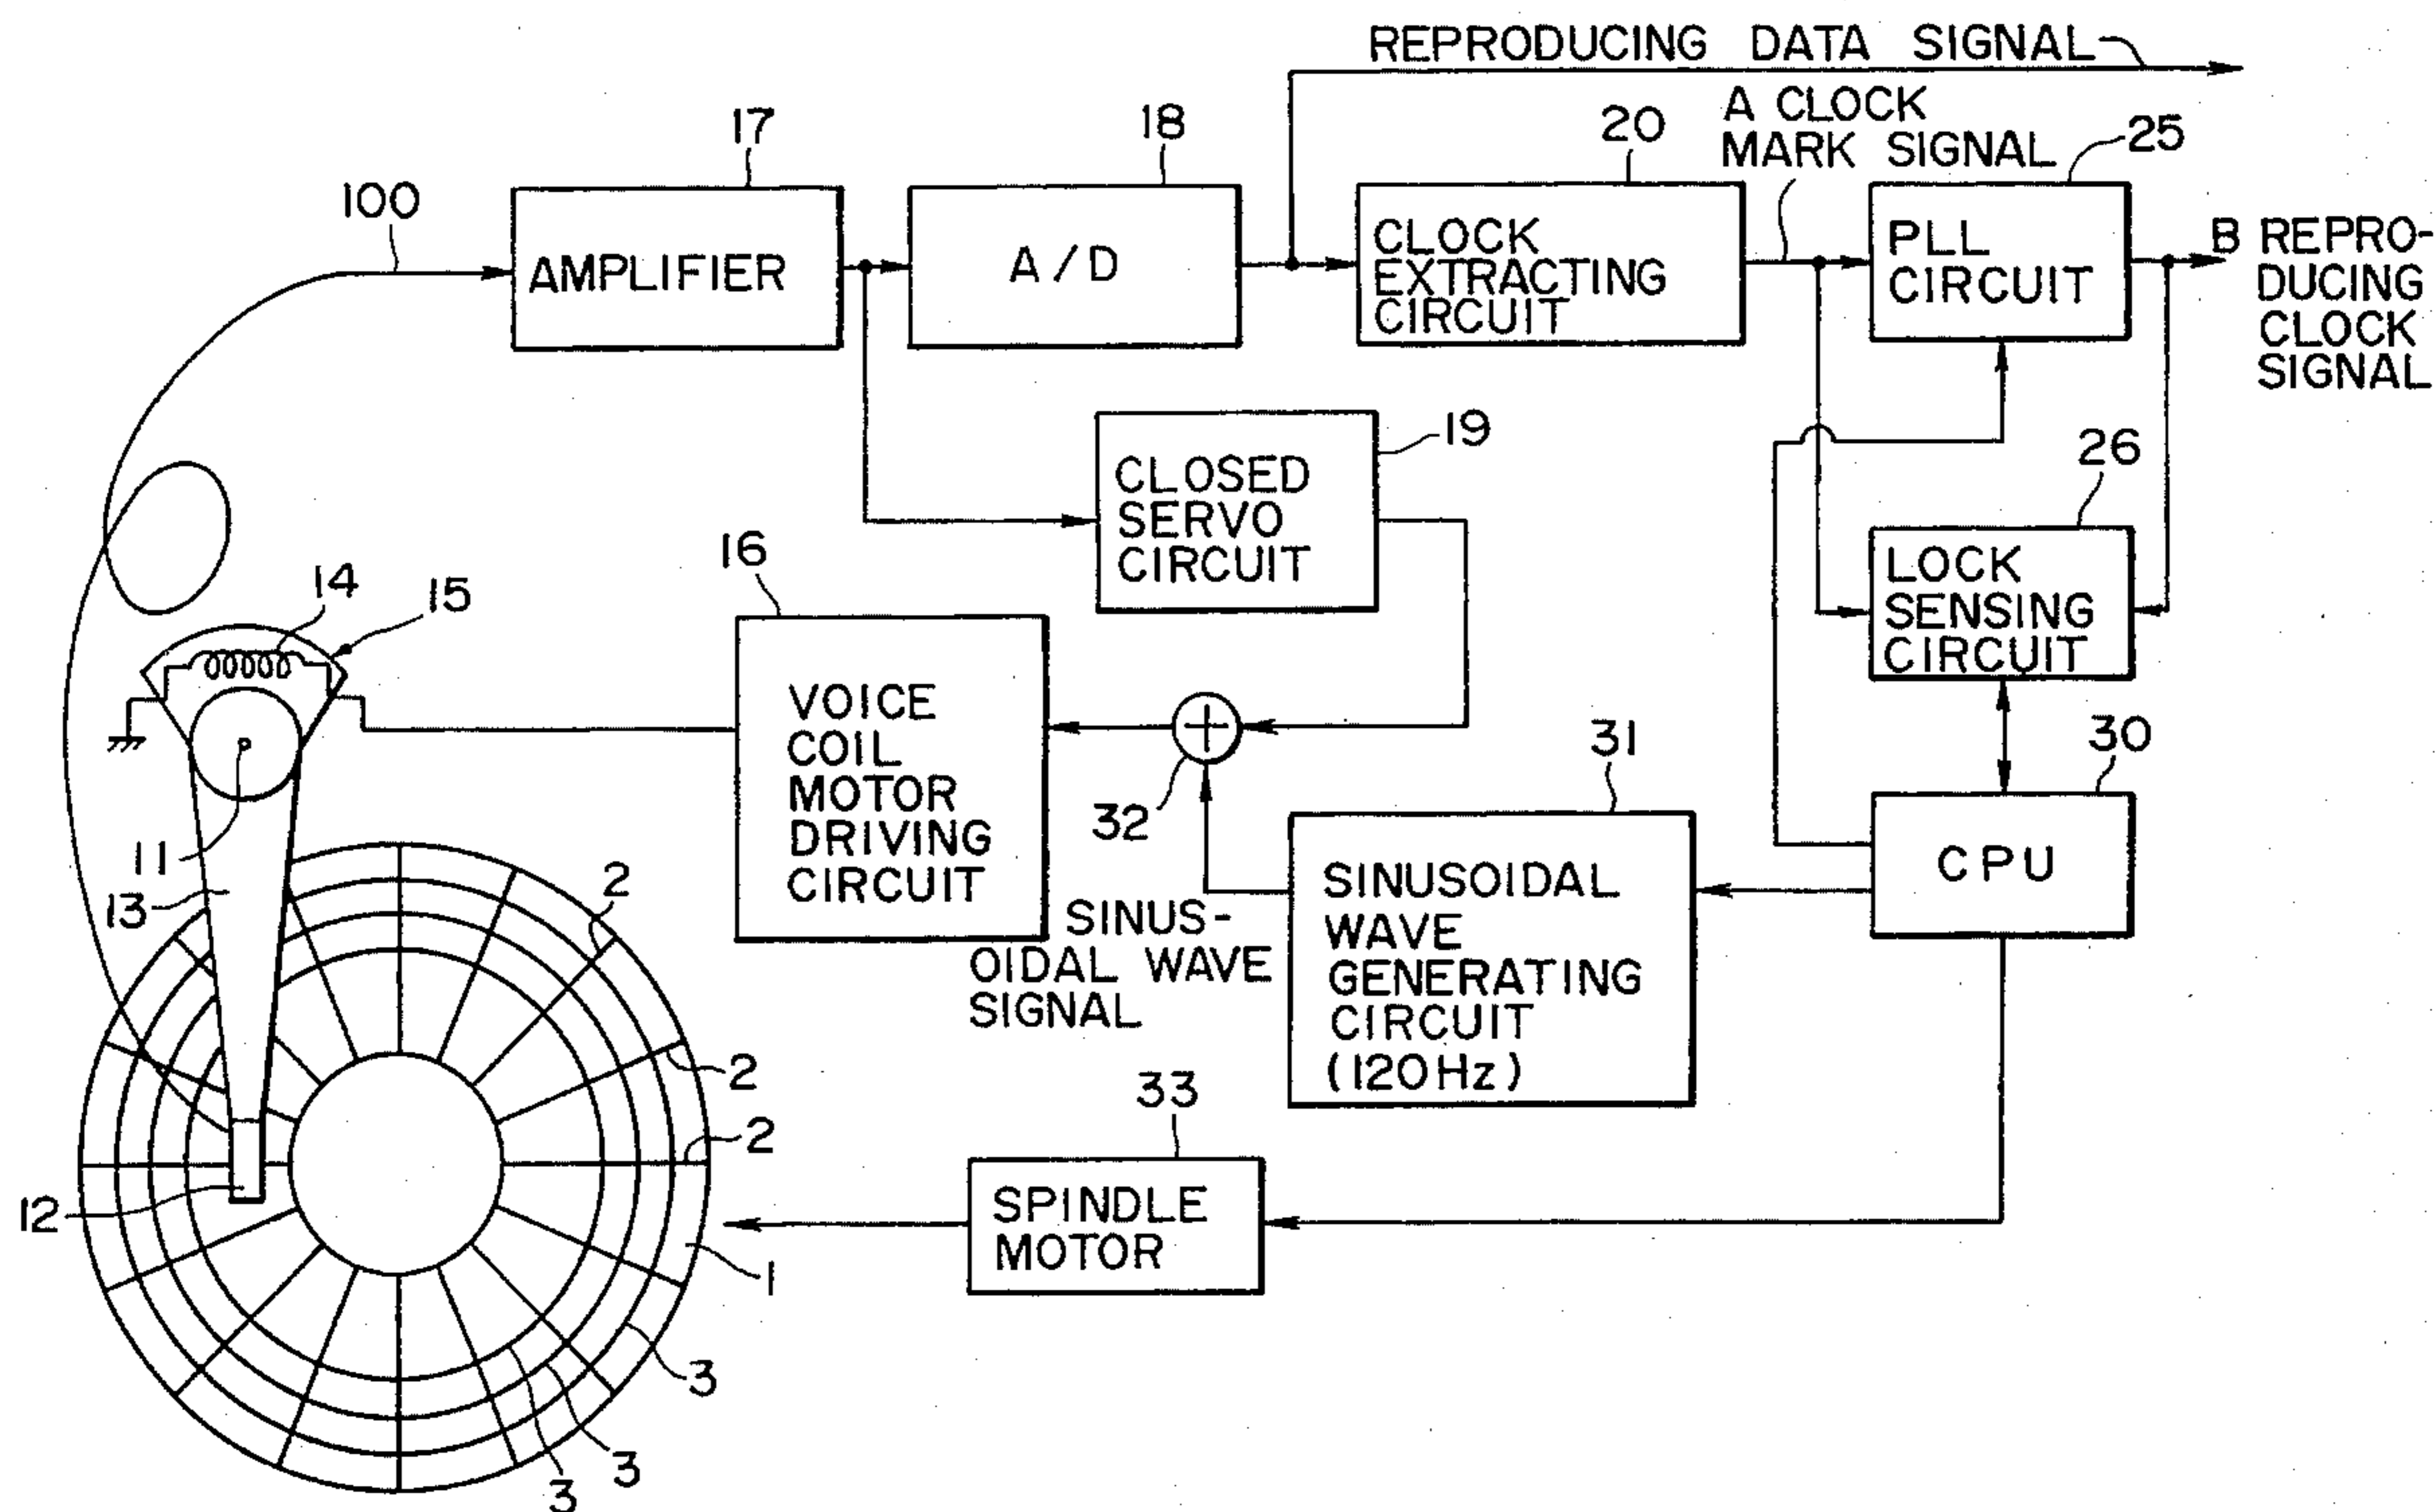 REPRODUCING DATA SIGNAL
A CLOCK
MARK SIGNAL
17
18
20
25
100
AMPLIFIER
A/D
CLOCK
EXTRACTING
CIRCUIT
PLL
CIRCUIT
B REPRO-
DUCING
CLOCK
SIGNAL
19
CLOSED
SERVO
CIRCUIT
26
LOCK
SENSING
CIRCUIT
14
15
16
VOICE
COIL
MOTOR
DRIVING
CIRCUIT
32
31
30
CPU
SINUSOIDAL
WAVE
GENERATING
CIRCUIT
(120Hz)
SINUS-
OIDAL WAVE
SIGNAL
11
13
2
2
2
33
SPINDLE
MOTOR
12
1
3
3
3